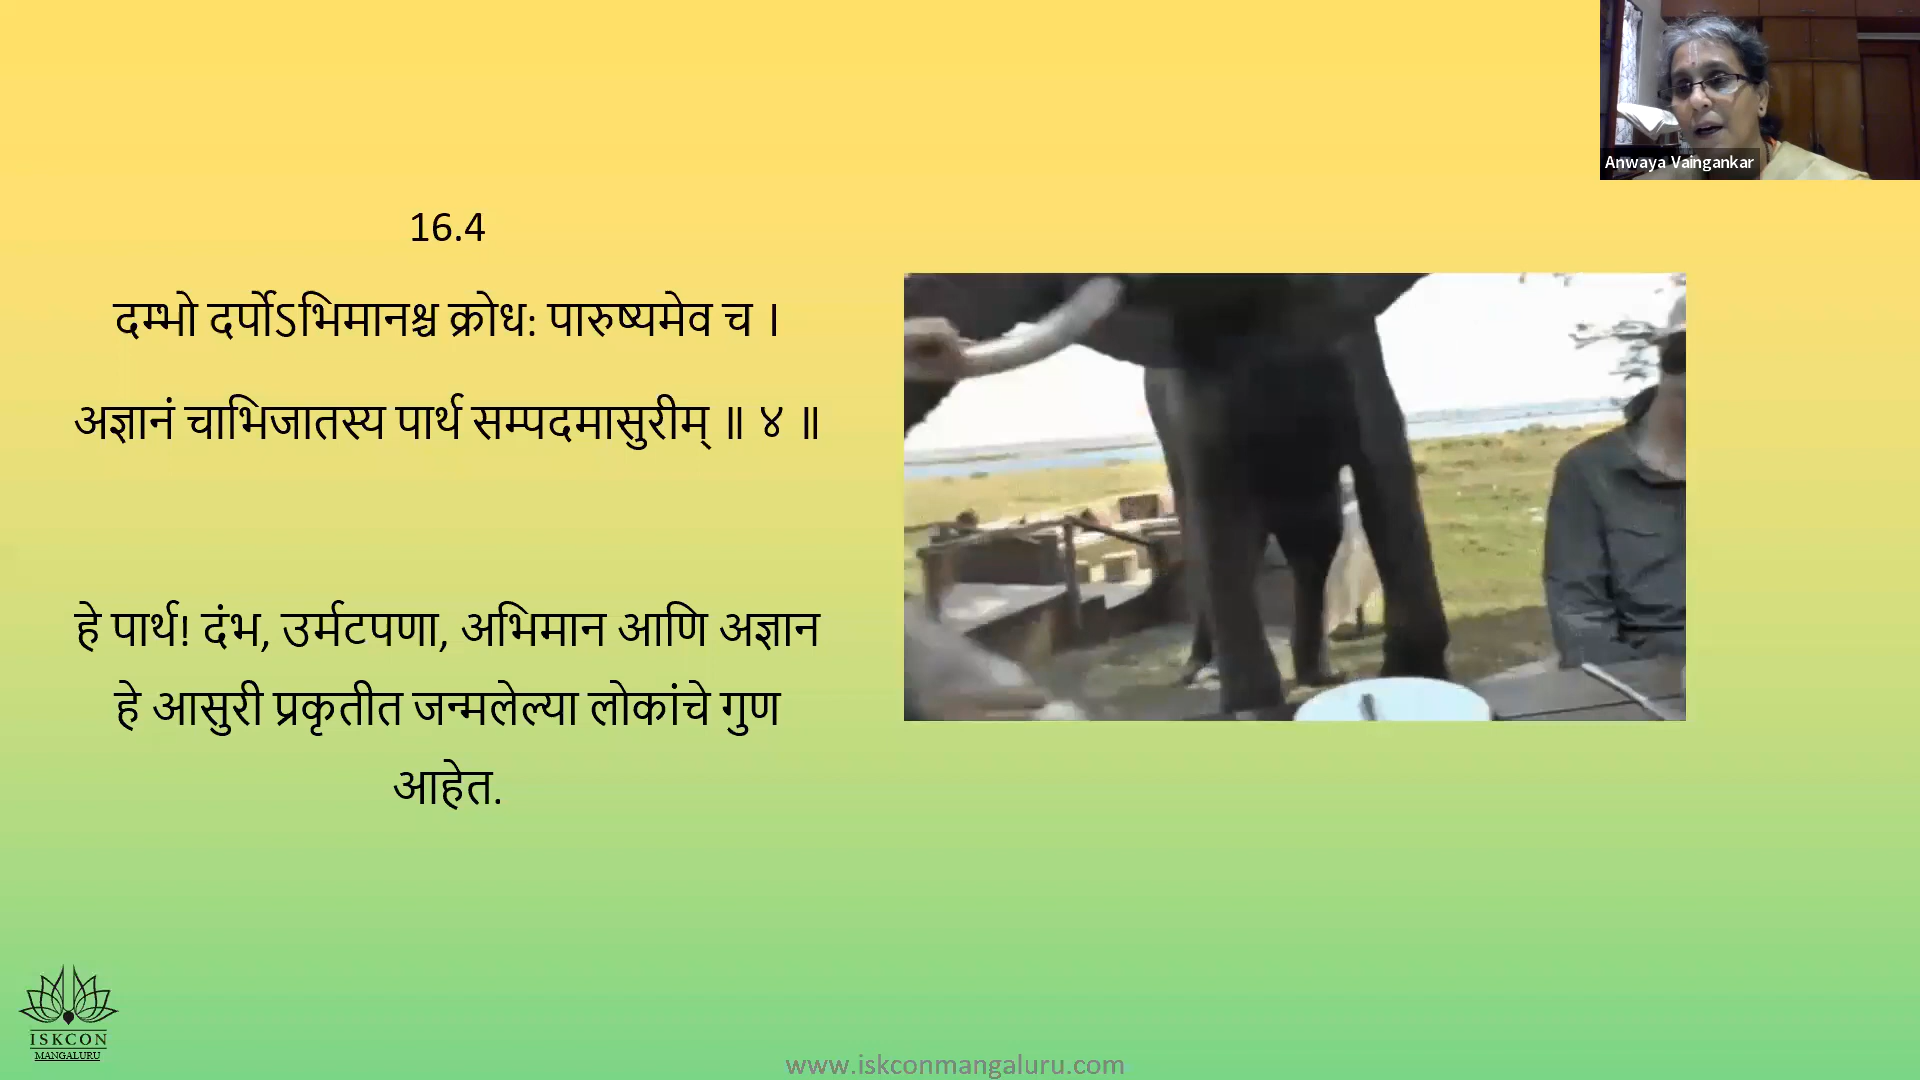 Anwaya Vaingankar
16.4
दम्भो दर्पोऽभिमानश्च क्रोधः पारुष्यमेव च ।
अज्ञानं चाभिजातस्य पार्थ सम्पदमासुरीम् ॥ ४ ॥
हे पार्थ! दंभ, उर्मटपणा, अभिमान आणि अज्ञान
हे आसुरी प्रकृतीत जन्मलेल्या लोकांचे गुण
आहेत.
ISKCON
MANGALURU
www.iskconmangaluru.com